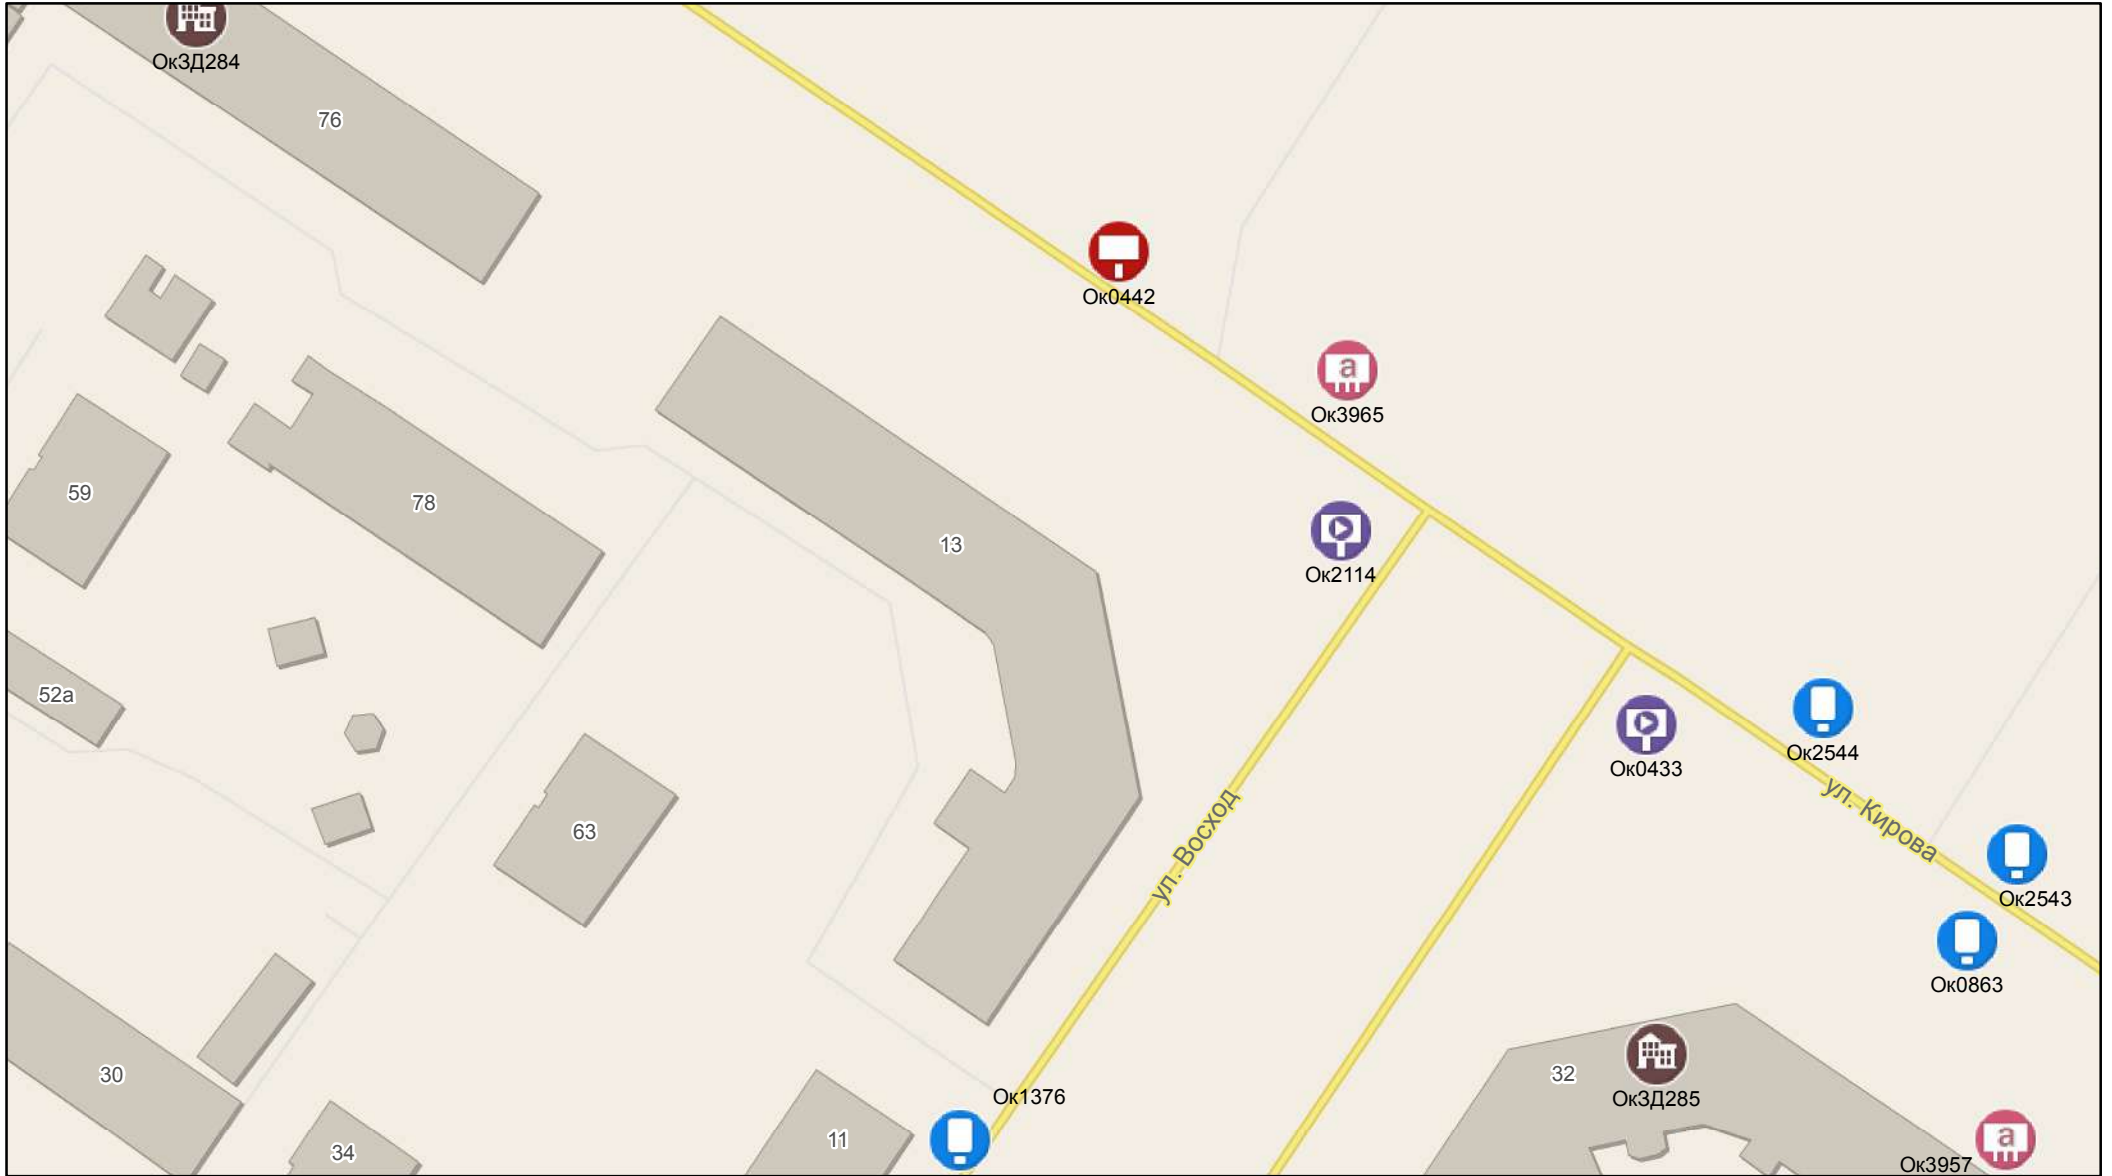 ОкЗД284
76
Ок0442
а
Ок3965
59
78
13
Ок2114
52а
Ок2544
Ок0433
ул. Восход
ул. Кирова
63
Ок2543
Ок0863
30
32
ОкЗД285
Ок1376
34
11
а
Ок3957